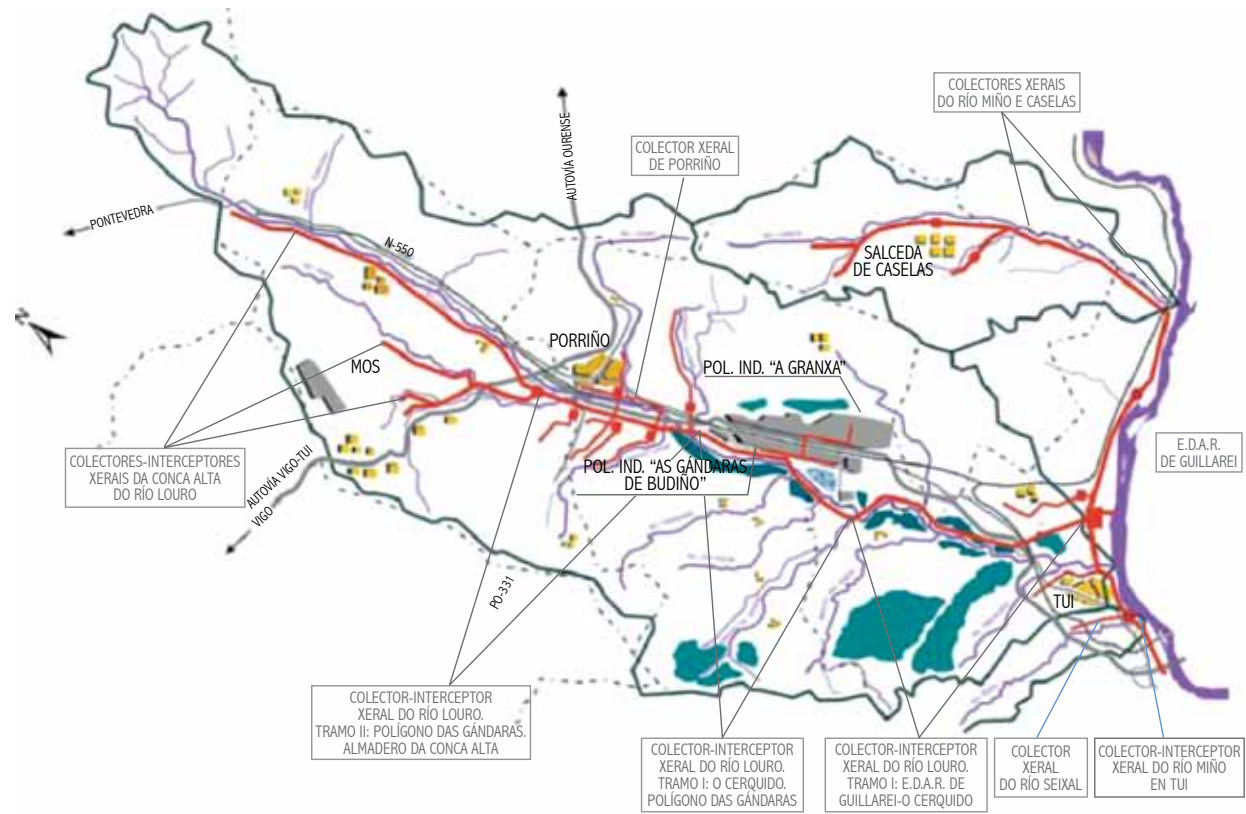 COLECTORES XERAIS
DO RÍO MIÑO E CASELAS
AUTOVÍA OURENSE
COLECTOR XERAL
DE PORRIÑO
PONTEVEDRA
N-550
SALCEDA
DE CASELAS
N
PORRIÑO
MOS
POL. IND. “A GRANXA”
COLECTORES-INTERCEPTORES
XERAIS DA CONCA ALTA
DO RÍO LOURO
E.D.A.R.
DE GUILLAREI
POL. IND. “AS GÁNDARAS
DE BUDIÑO”
AUTOVÍA VIGO-TUI
VIGO
PO-331
TUI
COLECTOR-INTERCEPTOR
XERAL DO RÍO LOURO.
TRAMO II: POLÍGONO DAS GÁNDARAS.
ALMADERO DA CONCA ALTA
COLECTOR-INTERCEPTOR
XERAL DO RÍO LOURO.
TRAMO I: O CERQUIDO.
POLÍGONO DAS GÁNDARAS
COLECTOR-INTERCEPTOR
XERAL DO RÍO LOURO.
TRAMO I: E.D.A.R. DE
GUILLAREI-O CERQUIDO
COLECTOR
XERAL
DO RÍO SEIXAL
COLECTOR-INTERCEPTOR
XERAL DO RÍO MIÑO
EN TUI